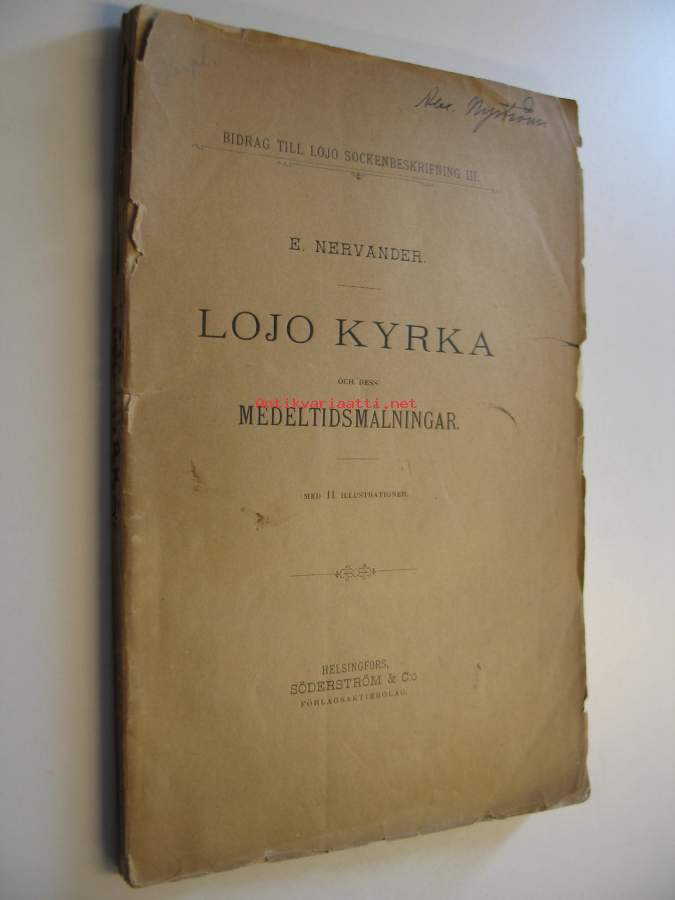 Nyström
BIDRAG TILL LOJO SOCKENBESKRIFNING III.
E. NERVANDER.
LOJO KYRKA
OCH DESS
Antikvariaatti.net
MEDELTIDSMÅLNINGAR.
MED 11 ILLUSTRATIONER.
HELSINGFORS,
SÖDERSTRÖM & C:o
FÖRLAGSAKTIEBOLAG.